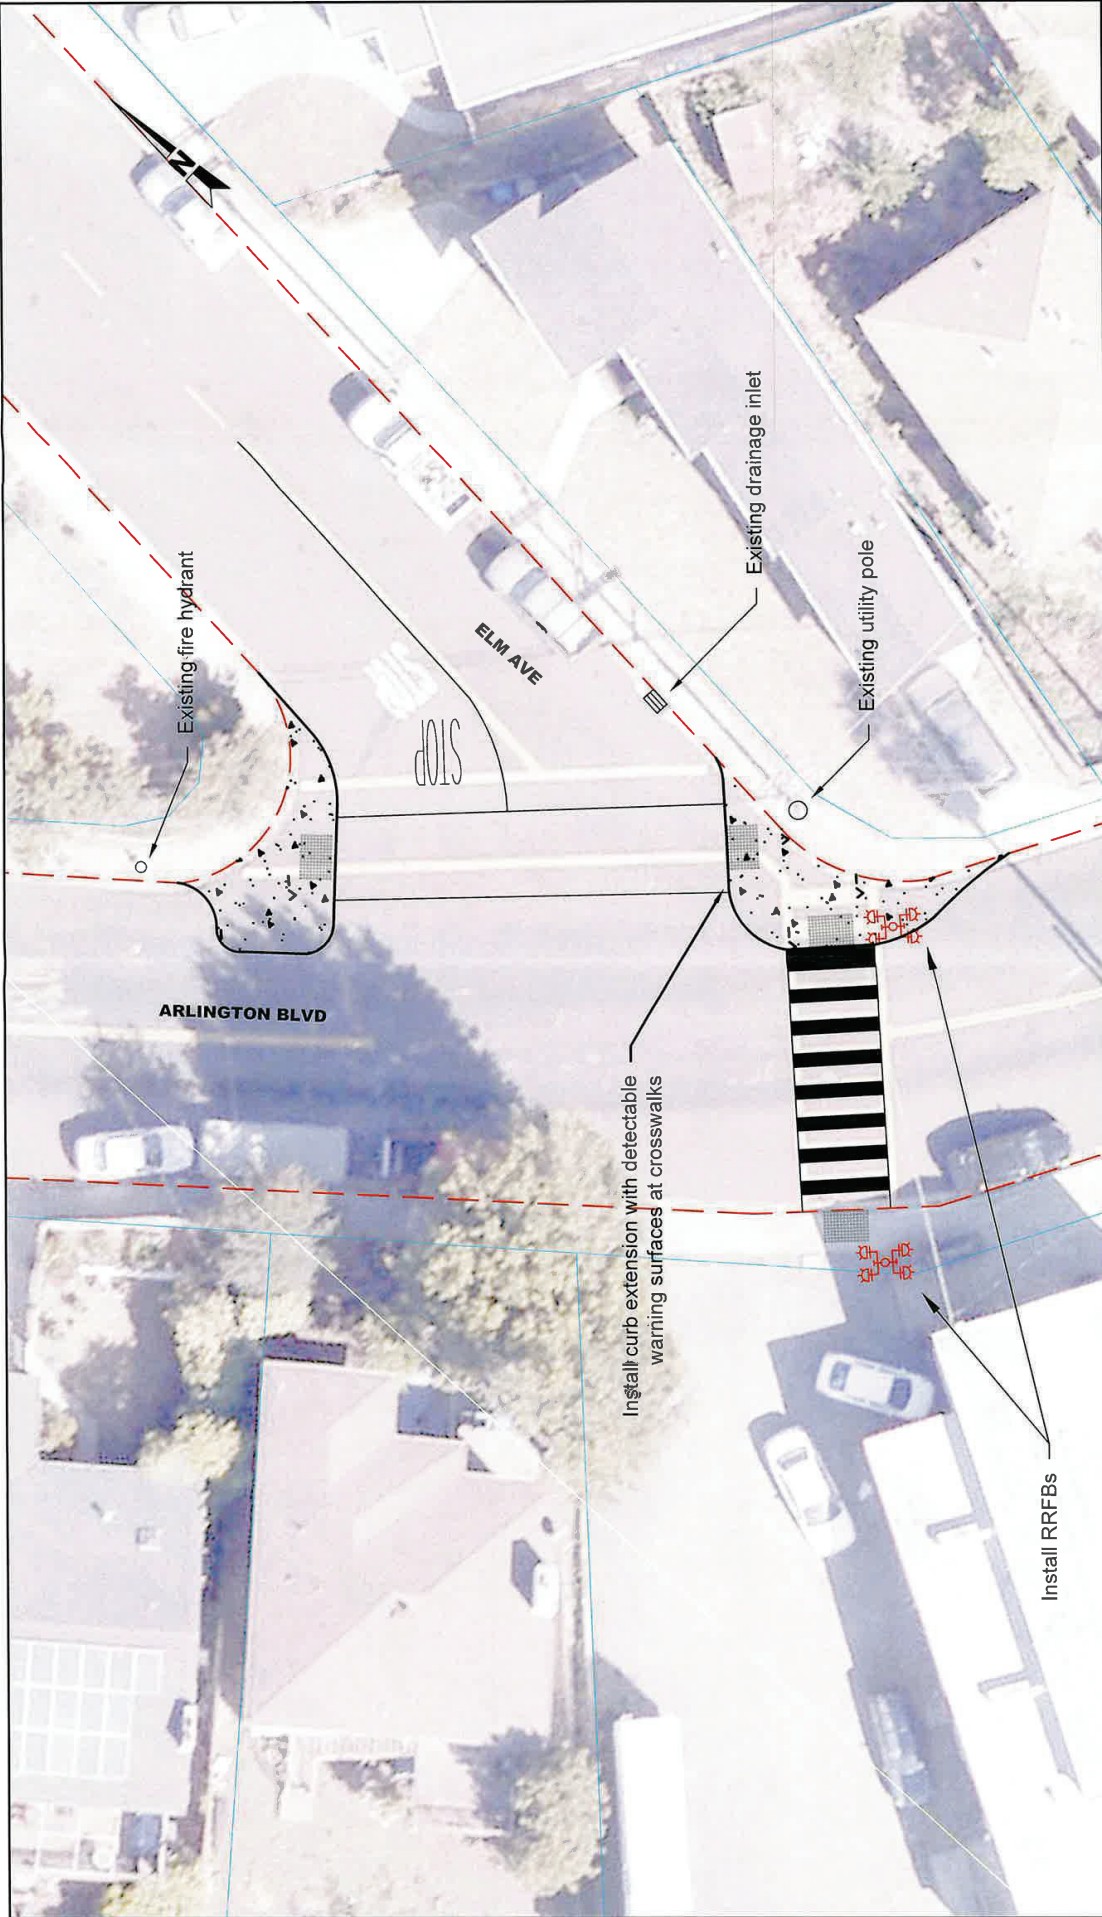 N
Existing fire hydrant
STOP
ELM AVE
Existing drainage inlet
Existing utility pole
ARLINGTON BLVD
Install curb extension with detectable
warning surfaces at crosswalks
Install RRFBs